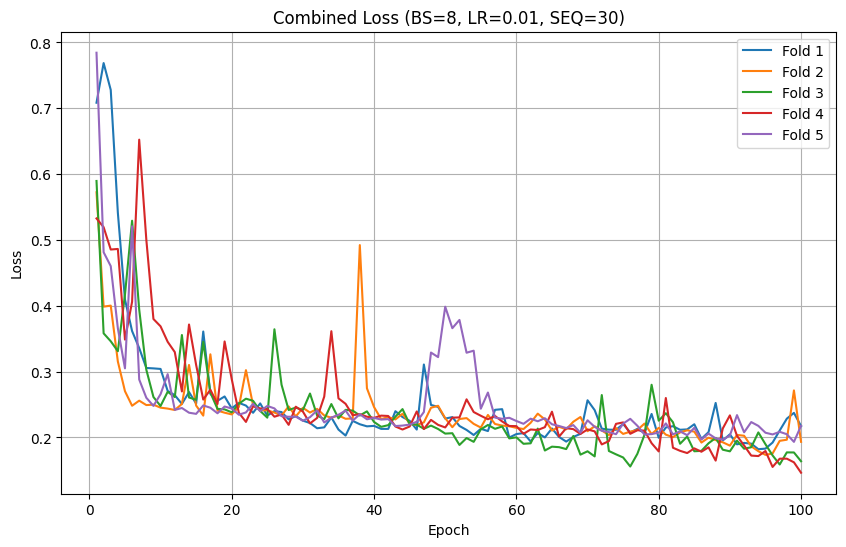 Combined Loss (BS=8, LR=0.01, SEQ=30)
Fold 1
Fold 2
Fold 3
Fold 4
Fold 5
Loss
0.8
0.7
0.6
0.5
0.4
0.3
0.2
0 20 40 60 80 100
Epoch